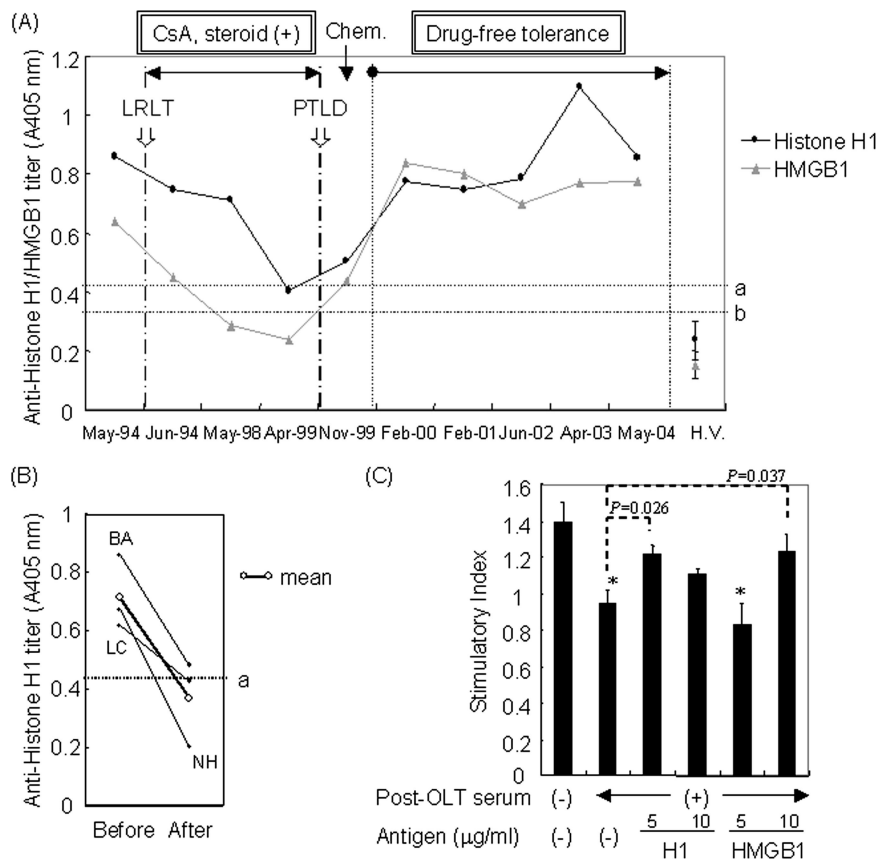 (A)
CsA, steroid (+) Chem. Drug-free tolerance
LRLT PTLD
Anti-Histone H1/HMGB1 titer (A405 nm)
1.2
1
0.8
0.6
0.4
0.2
0
a
b
Histone H1
HMGB1
May-94 Jun-94 May-98 Apr-99 Nov-99 Feb-00 Feb-01 Jun-02 Apr-03 May-04 H.V.
(B)
Anti-Histone H1 titer (A405 nm)
1
0.8
0.6
0.4
0.2
0
BA
LC
NH
mean
a
Before After
(C)
Stimulatory Index
1.6
1.4
1.2
1
0.8
0.6
0.4
0.2
0
P=0.037
P=0.026
* *
Post-OLT serum (-) (+)
Antigen (μg/ml) (-) (-) 5 10 5 10
H1 HMGB1